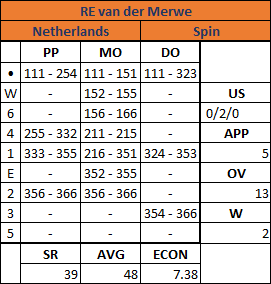 RE van der Merwe
Netherlands Spin
PP MO DO
• 111 - 254 111 - 151 111 - 323
W - 152 - 155 - US
6 - 156 - 166 - 0/2/0
4 255 - 332 211 - 215 - APP
1 333 - 355 216 - 351 324 - 353 5
E - 352 - 355 - OV
2 356 - 366 356 - 366 - 13
3 - - 354 - 366 W
5 - - - 2
SR AVG ECON
39 48 7.38